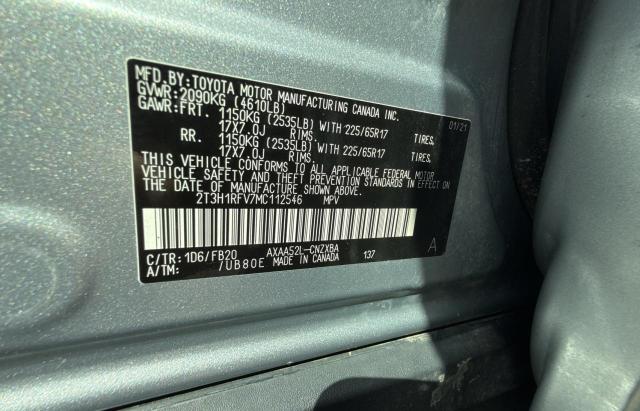 MFD. BY: TOYOTA MOTOR MANUFACTURING CANADA INC.
GVWR: 2090KG (4610LB) 01/21
GAWR: FRT. 1150KG (2535LB) WITH 225/65R17 TIRES,
17X7.0J RIMS.
RR. 1150KG (2535LB) WITH 225/65R17 TIRES,
17X7.0J RIMS.
THIS VEHICLE CONFORMS TO ALL APPLICABLE FEDERAL MOTOR
VEHICLE SAFETY AND THEFT PREVENTION STANDARDS IN EFFECT ON
THE DATE OF MANUFACTURE SHOWN ABOVE.
2T3H1RFV7MC112546 MPV
C/TR: 1D6/FB20 AXAA52L-CNZXBA 137 A
A/TM: /UB80E MADE IN CANADA